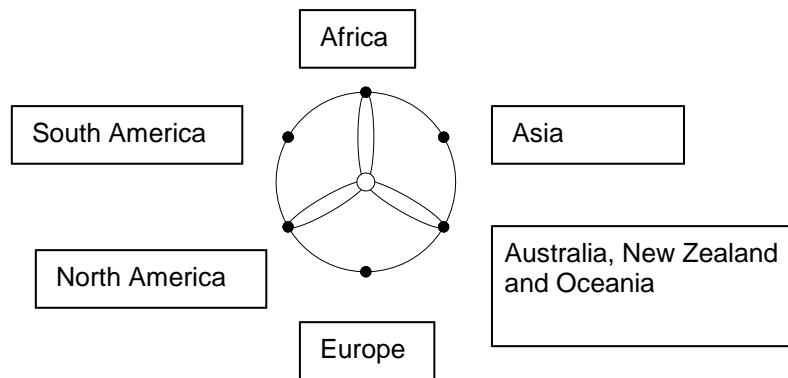 Africa
South America
Asia
North America
Australia, New Zealand
and Oceania
Europe